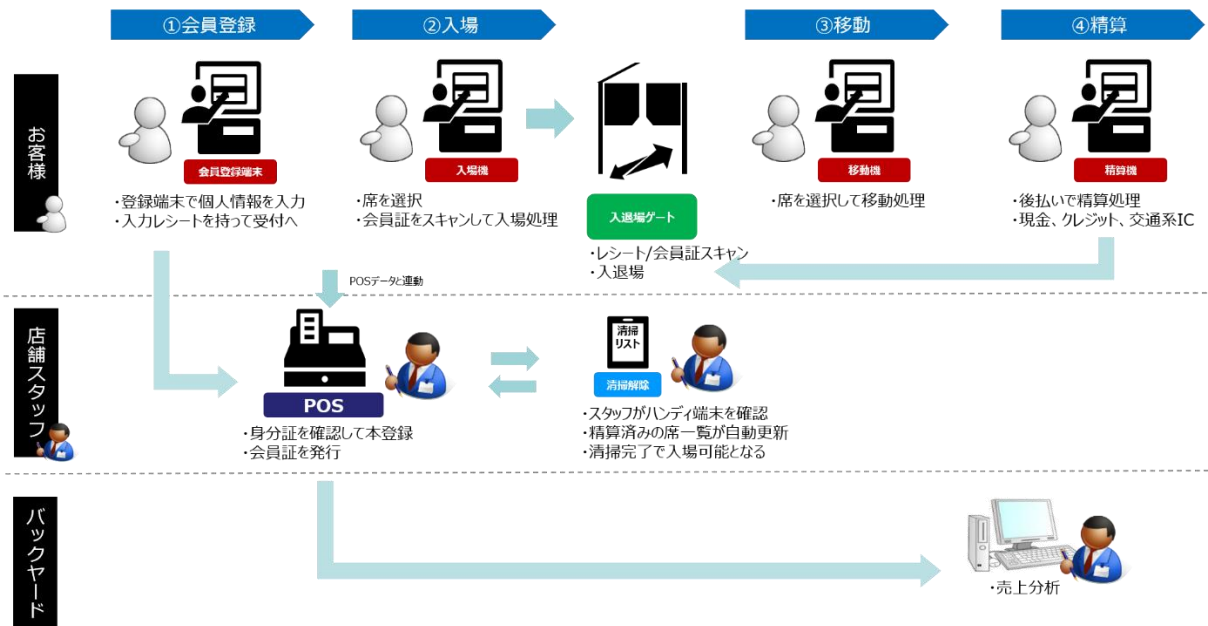 ①会員登録
②入場
③移動
④精算
お客様
会員登録端末
・登録端末で個人情報を入力
・入力レシートを持って受付へ
入場機
・席を選択
・会員証をスキャンして入場処理
入退場ゲート
・レシート/会員証スキャン
・入退場
移動機
・席を選択して移動処理
精算機
・後払いで精算処理
・現金、クレジット、交通系IC
POSデータと連動
店舗スタッフ
POS
・身分証を確認して本登録
・会員証を発行
清掃
リスト
清掃解除
・スタッフがハンディ端末を確認
・精算済みの席一覧が自動更新
・清掃完了で入場可能となる
バックヤード
・売上分析